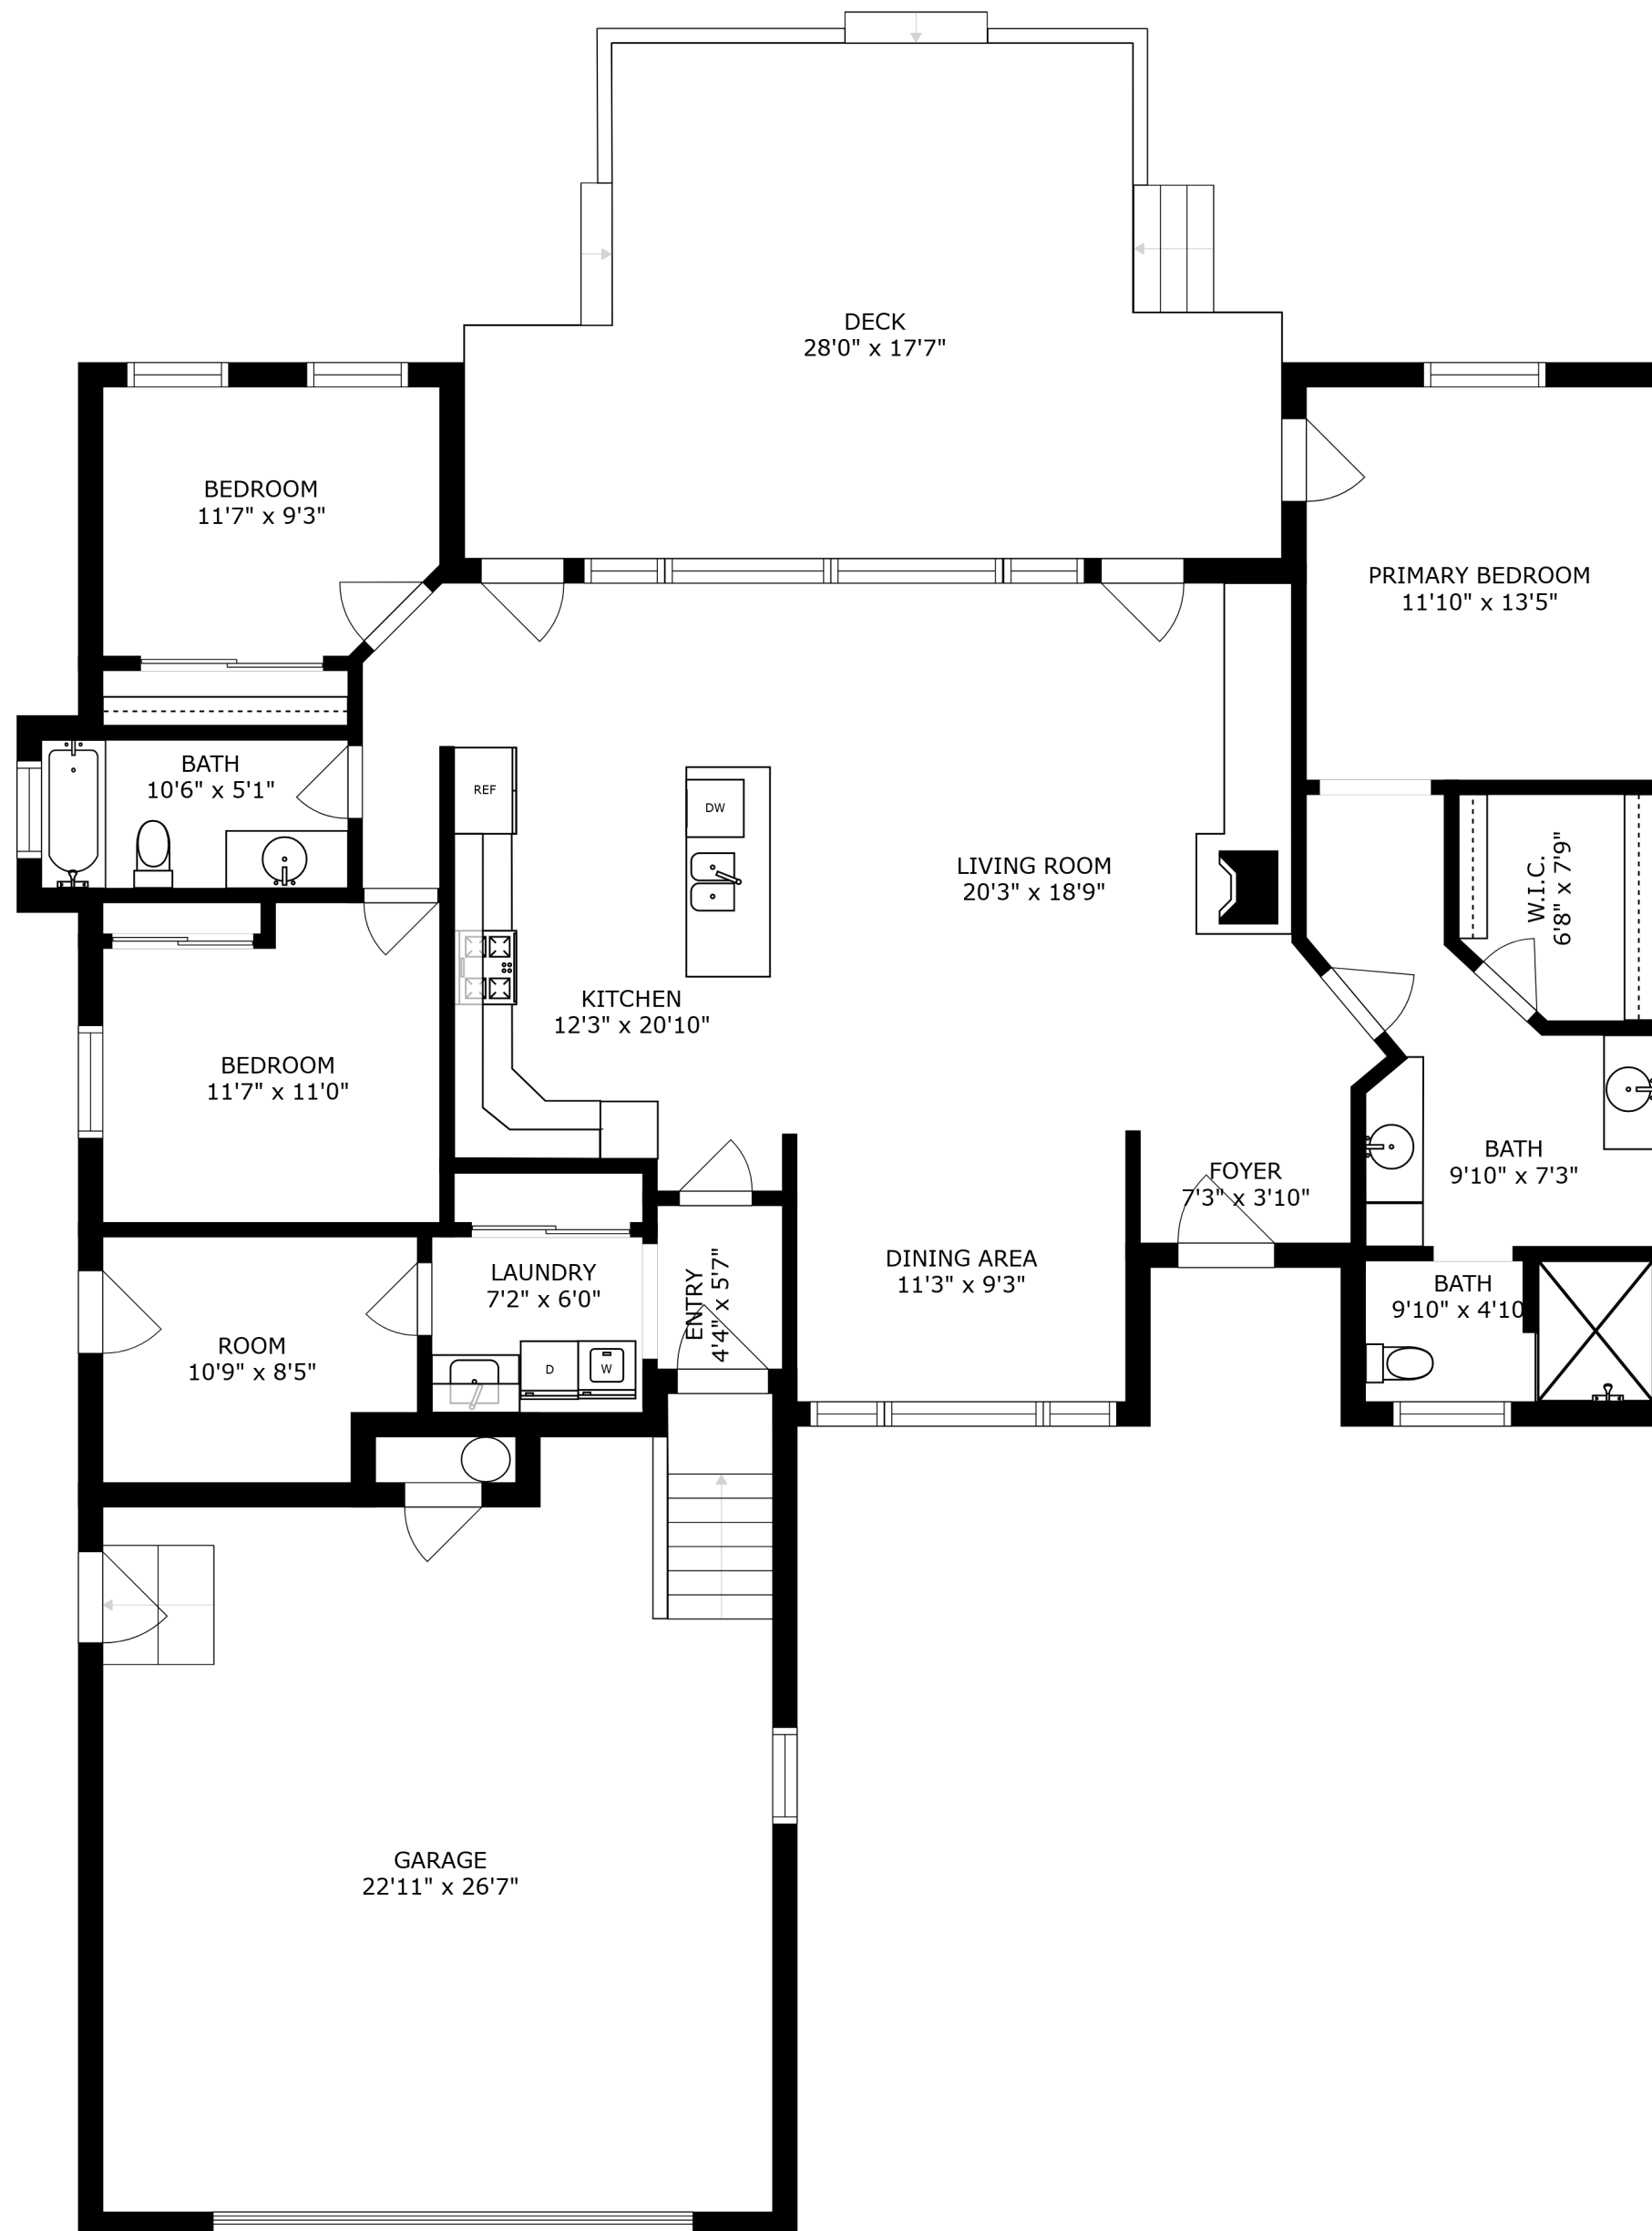 DECK
28'0" x 17'7"
BEDROOM
11'7" x 9'3"
PRIMARY BEDROOM
11'10" x 13'5"
BATH
10'6" x 5'1"
REF
DW
LIVING ROOM
20'3" x 18'9"
W.I.C.
6'8" x 7'9"
KITCHEN
12'3" x 20'10"
BEDROOM
11'7" x 11'0"
BATH
9'10" x 7'3"
FOYER
7'3" x 3'10"
DINING AREA
11'3" x 9'3"
LAUNDRY
7'2" x 6'0"
ENTRY
4'4" x 5'7"
BATH
9'10" x 4'10
ROOM
10'9" x 8'5"
D
W
GARAGE
22'11" x 26'7"